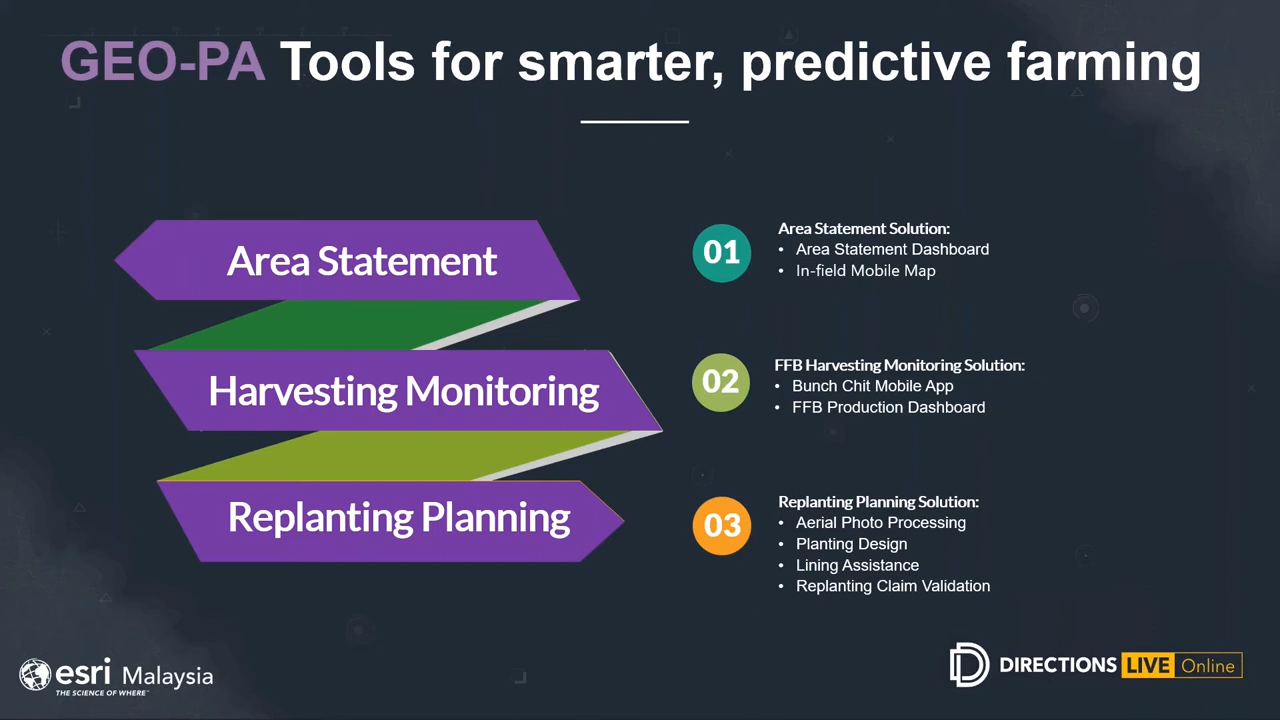 GEO-PA Tools for smarter, predictive farming
Area Statement
Harvesting Monitoring
Replanting Planning
01
Area Statement Solution:
• Area Statement Dashboard
• In-field Mobile Map
02
FFB Harvesting Monitoring Solution:
• Bunch Chit Mobile App
• FFB Production Dashboard
03
Replanting Planning Solution:
• Aerial Photo Processing
• Planting Design
• Lining Assistance
• Replanting Claim Validation
esri Malaysia
THE SCIENCE OF WHERE™
DIRECTIONS LIVE Online